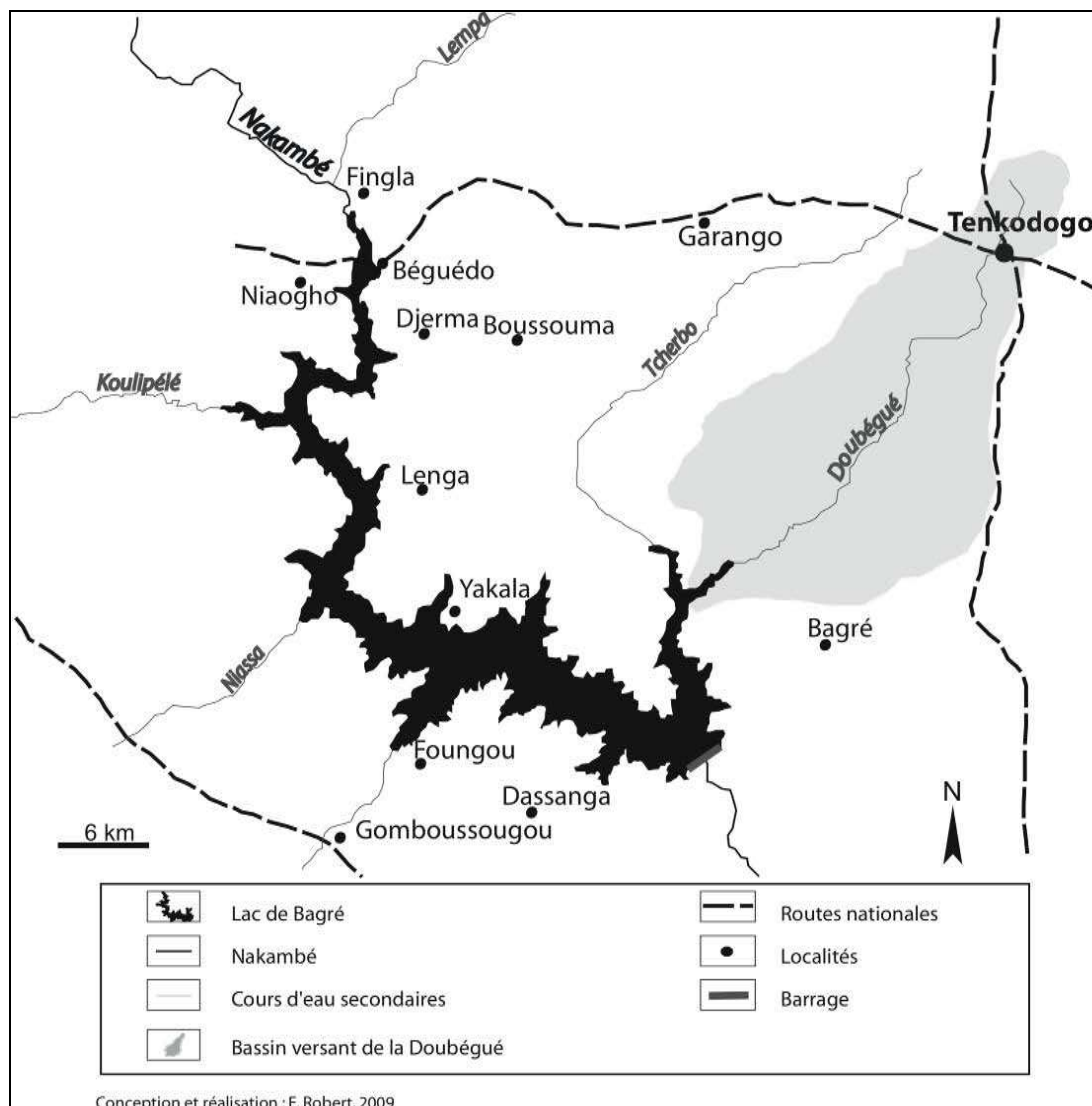 Lempa
Nakambé
Fingla
Garango
Tenkodogo
Béguédo
Niaogho
Djerma
Boussouma
Tcherbo
Koulipélé
Doubégué
Lenga
Yakala
Bagré
Niassa
Foungou
Dassanga
N
6 km
Gomboussougou
Lac de Bagré
Routes nationales
Nakambé
Localités
Cours d'eau secondaires
Barrage
Bassin versant de la Doubégué
Conception et réalisation : E. Robert, 2009